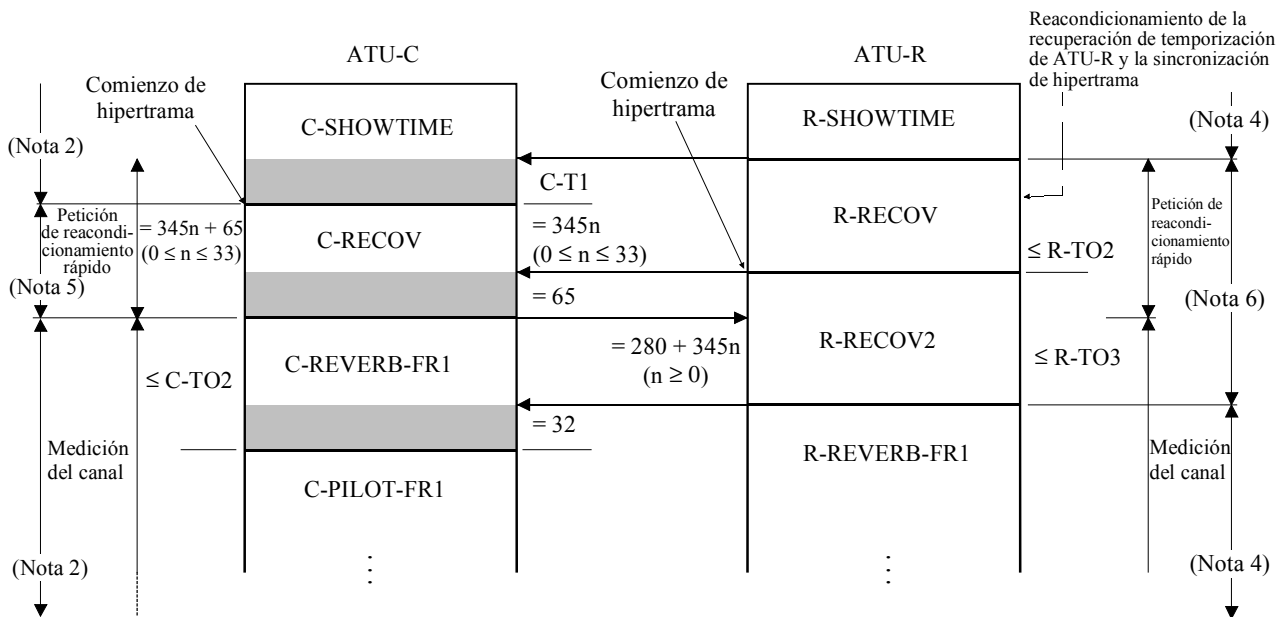 Reacondicionamiento de la
recuperación de temporización
de ATU-R y la sincronización
de hipertrama
ATU-C
ATU-R
Comienzo de
hipertrama
Comienzo de
hipertrama
(Nota 2)
C-SHOWTIME
R-SHOWTIME
(Nota 4)
C-T1
Petición
de reacondi-
cionamiento
rápido
= 345n + 65
(0 ≤ n ≤ 33)
C-RECOV
= 345n
(0 ≤ n ≤ 33)
R-RECOV
≤ R-TO2
Petición de
reacondi-
cionamiento
rápido
(Nota 5)
= 65
(Nota 6)
C-REVERB-FR1
= 280 + 345n
(n ≥ 0)
R-RECOV2
≤ R-TO3
≤ C-TO2
= 32
Medición
del canal
R-REVERB-FR1
Medición
del canal
C-PILOT-FR1
(Nota 2)
⋮
⋮
(Nota 4)